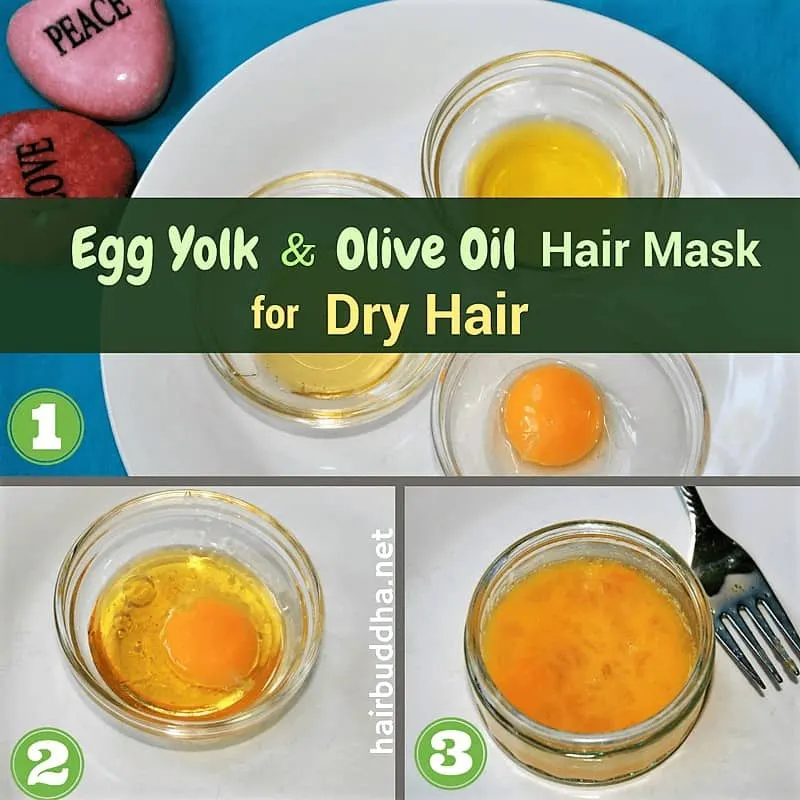 PEACE
LOVE
Egg Yolk & Olive Oil Hair Mask
for Dry Hair
1
2
hairbuddha.net
3